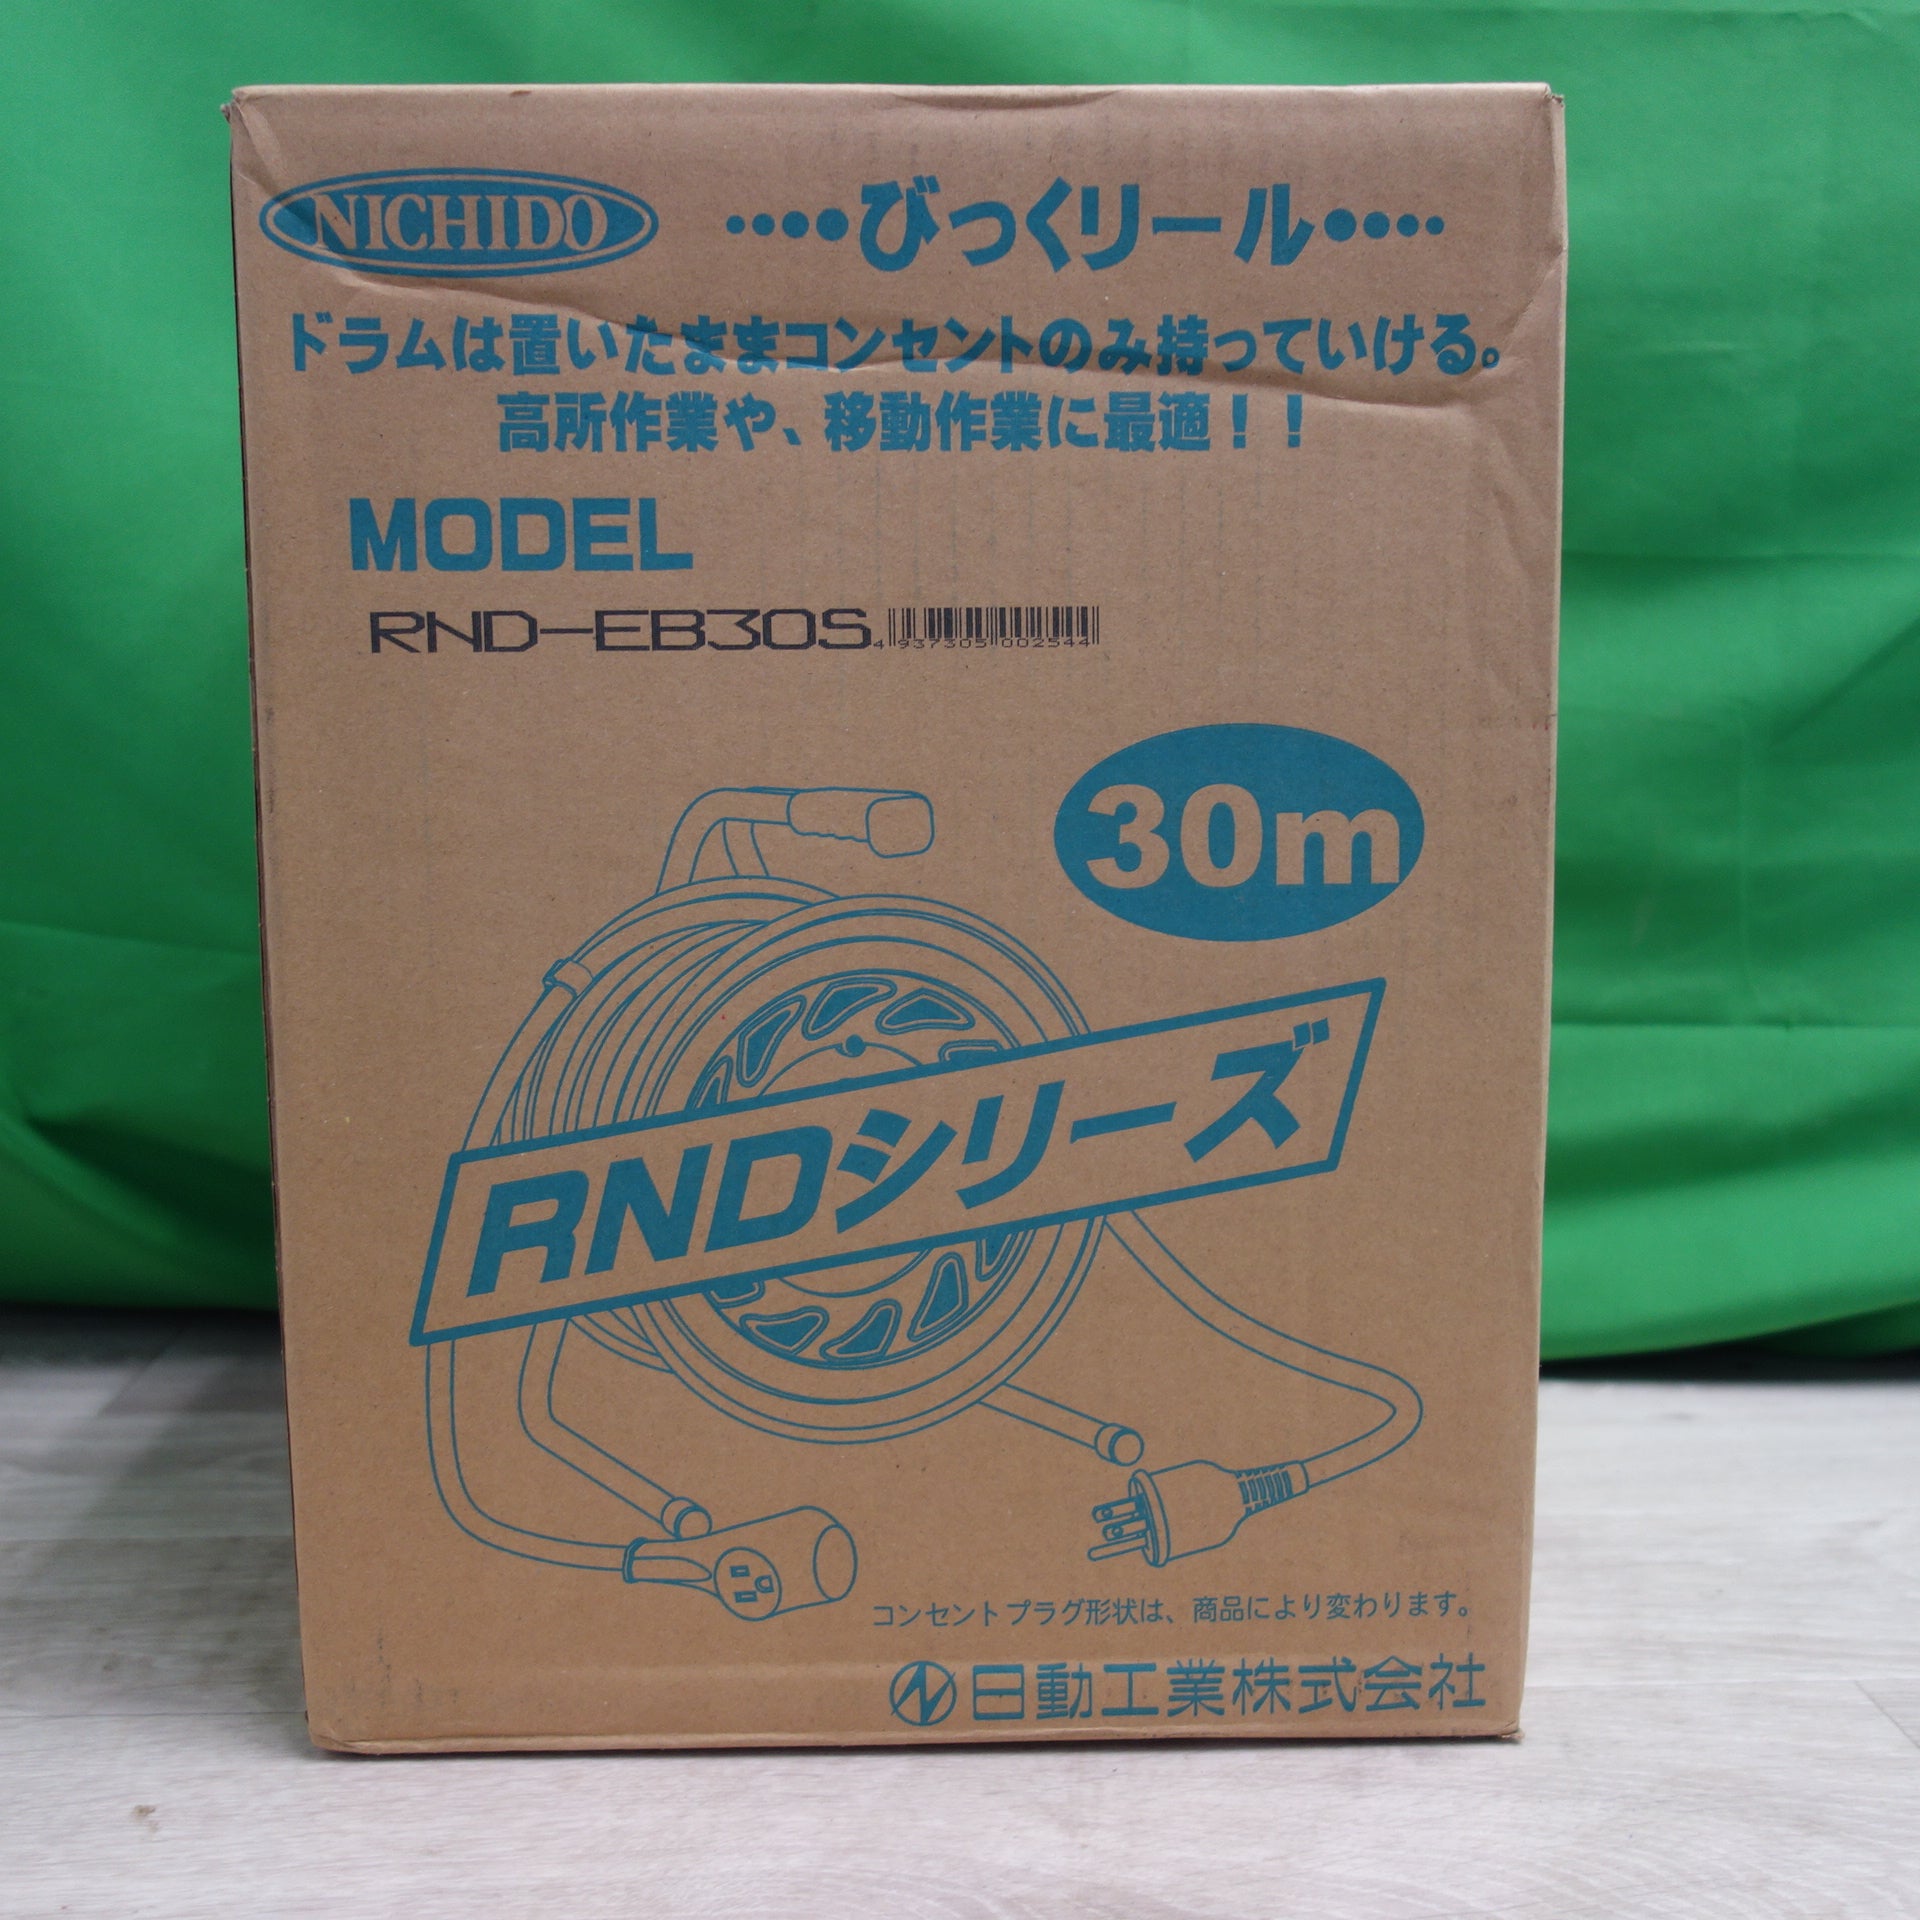 NICHIDO
････びっくリール････
ドラムは置いたままコンセントのみ持っていける。
高所作業や、移動作業に最適！！
MODEL
RND-EB30S
4 937305 002544
30m
RNDシリーズ
コンセントプラグ形状は、商品により変わります。
日動工業株式会社